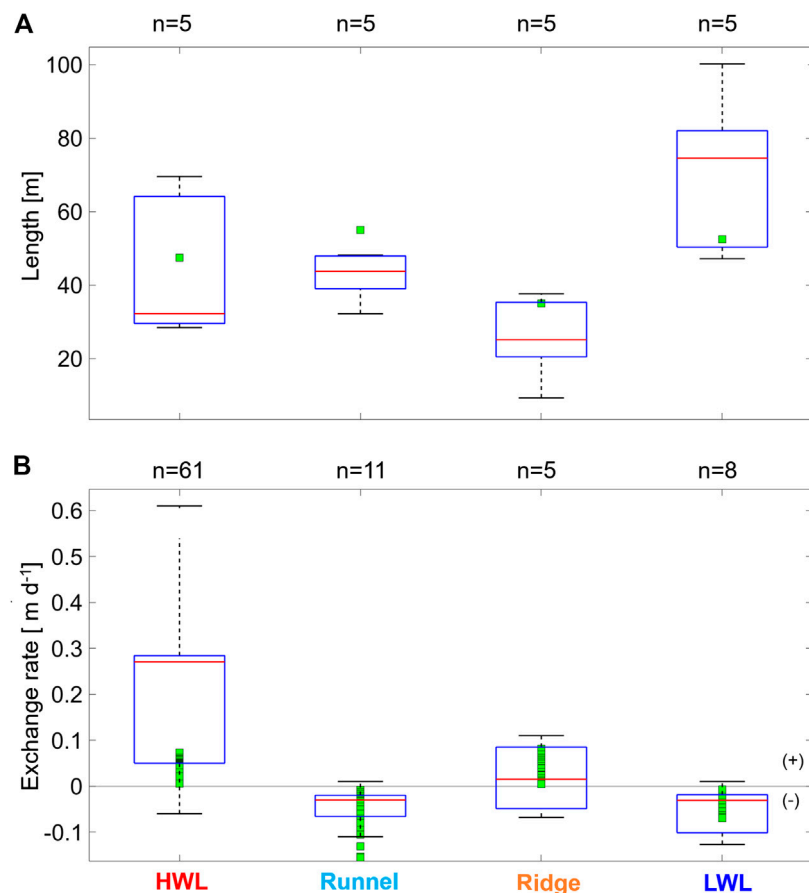 A
n=5 n=5 n=5 n=5
100
80
60
40
20
Length [m]
B
n=61 n=11 n=5 n=8
0.6
0.5
0.4
0.3
0.2
0.1
0
-0.1
Exchange rate [ m d⁻¹]
(+)
(-)
HWL Runnel Ridge LWL